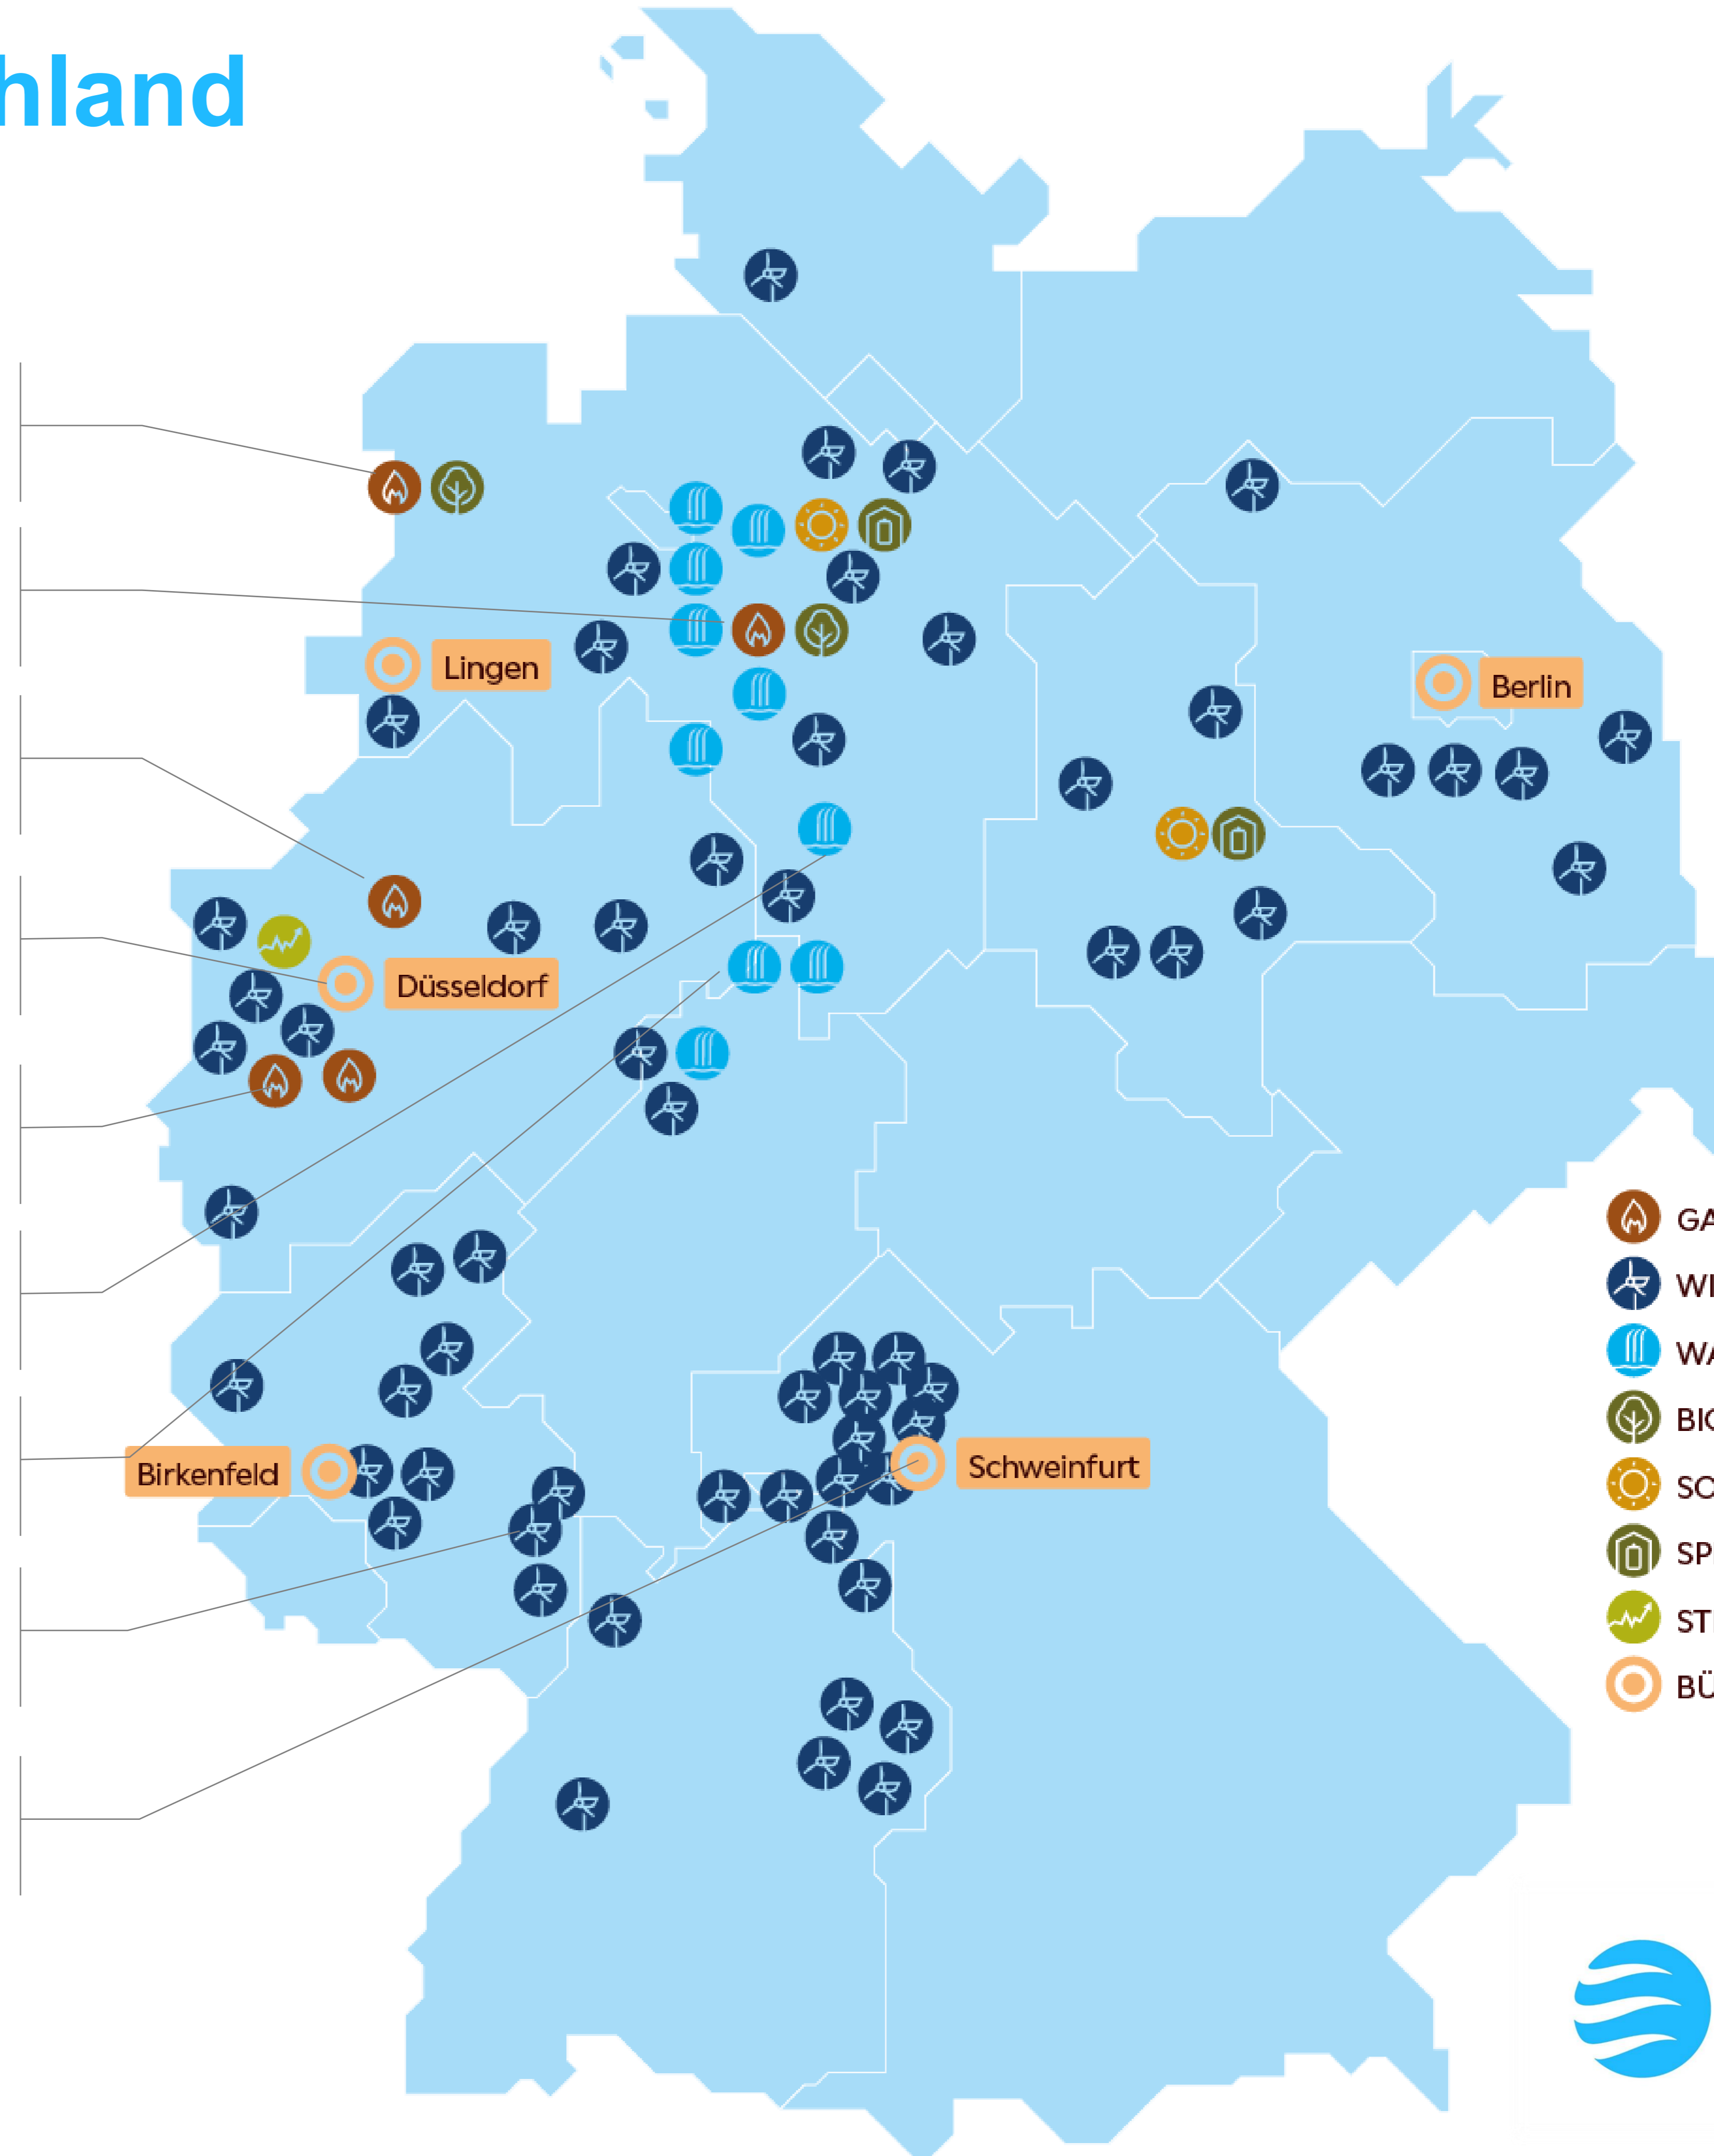 hland
Lingen
Berlin
Düsseldorf
Birkenfeld
Schweinfurt
GA
WI
WA
BIO
SO
SP
ST
BÜ